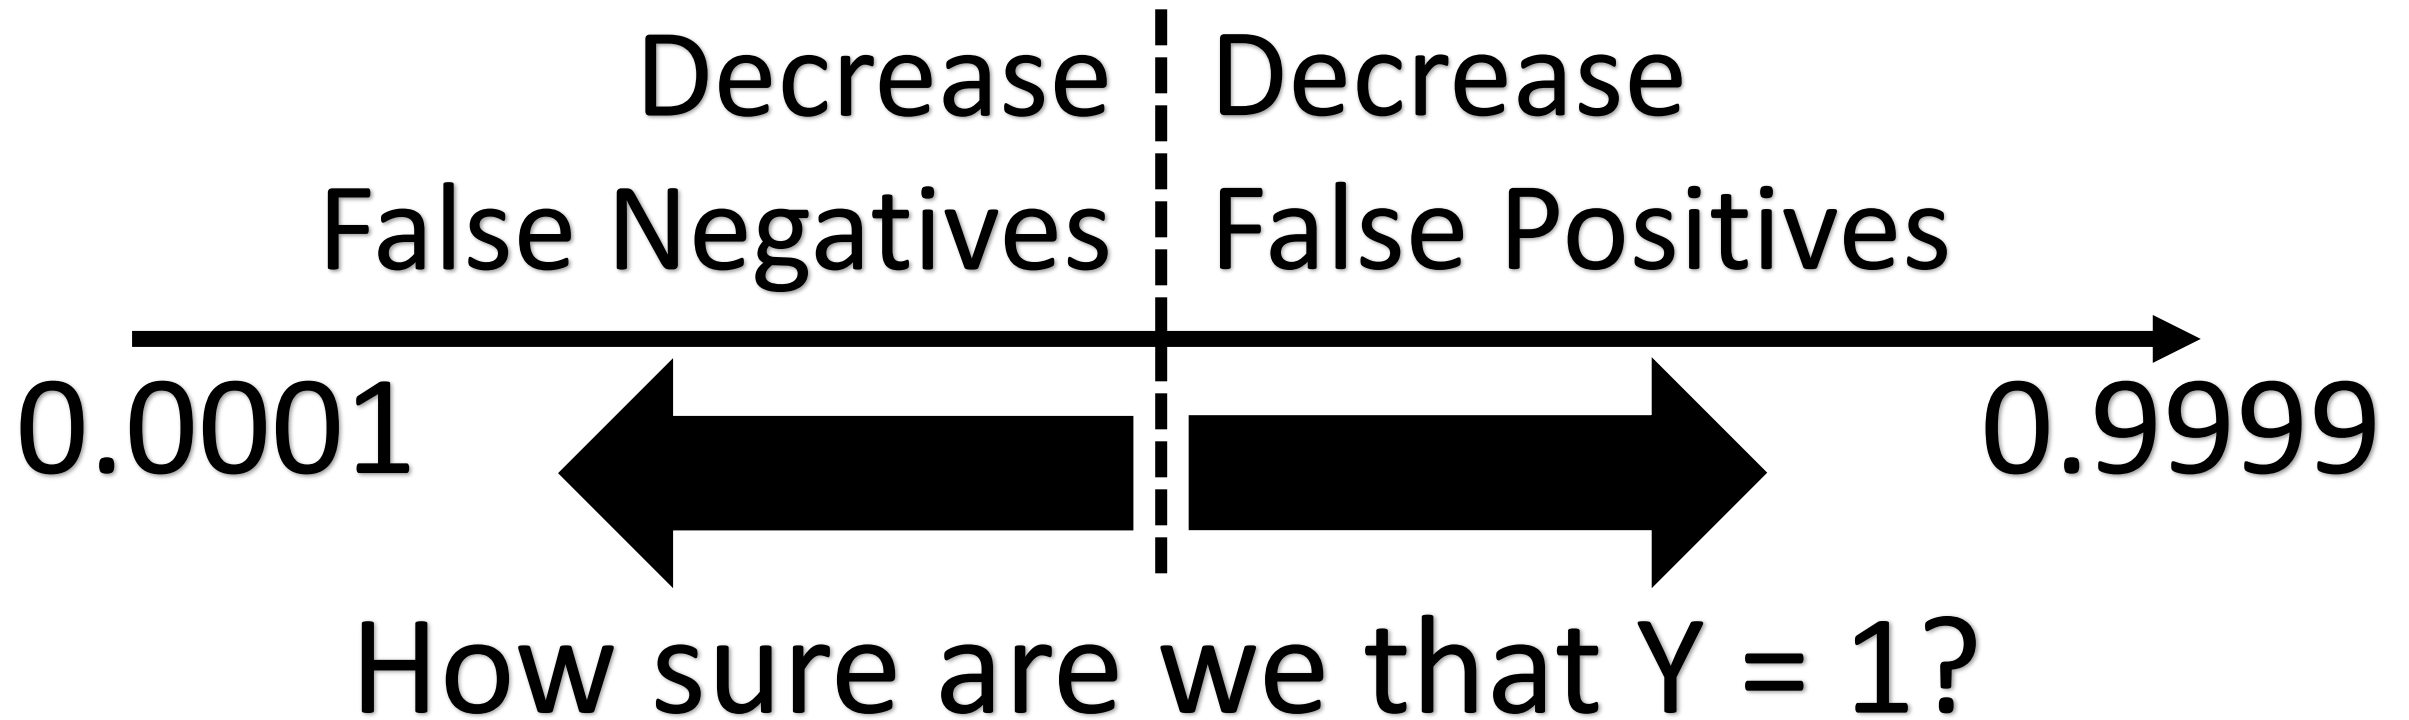 Decrease
False Negatives
Decrease
False Positives
0.0001
0.9999
How sure are we that Y = 1?